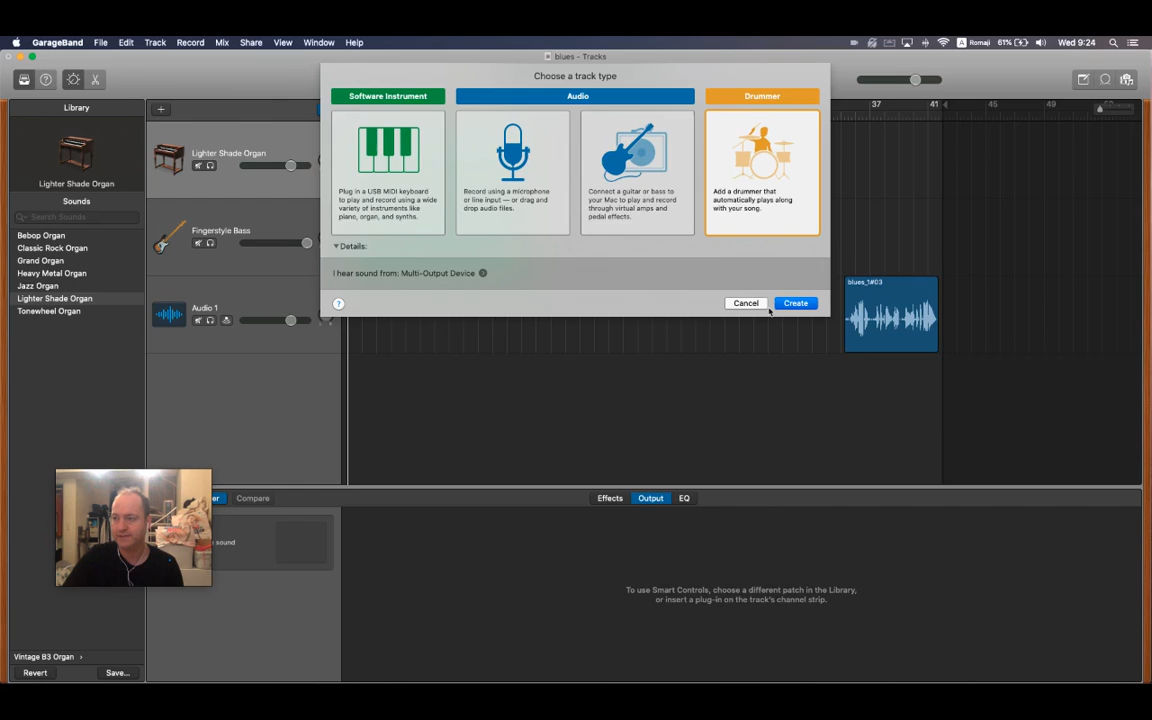 GarageBand File Edit Track Record Mix Share View Window Help
A Romaji 61% Wed 9:24
blues - Tracks
Choose a track type
Software Instrument
Audio
Drummer
Plug in a USB MIDI keyboard
to play and record using a wide
variety of instruments like
piano, organ, and synths.
Record using a microphone
or line input — or drag and
drop audio files.
Connect a guitar or bass to
your Mac to play and record
through virtual amps and
pedal effects.
Add a drummer that
automatically plays along
with your song.
Details:
I hear sound from: Multi-Output Device
?
Cancel
Create
37 41 45 49
Library
Lighter Shade Organ
Sounds
Search Sounds
Bebop Organ
Classic Rock Organ
Grand Organ
Heavy Metal Organ
Jazz Organ
Lighter Shade Organ
Tonewheel Organ
Lighter Shade Organ
Fingerstyle Bass
Audio 1
blues_1#03
Compare
Effects Output EQ
sound
To use Smart Controls, choose a different patch in the Library,
or insert a plug-in on the track's channel strip.
Vintage B3 Organ ›
Revert
Save...